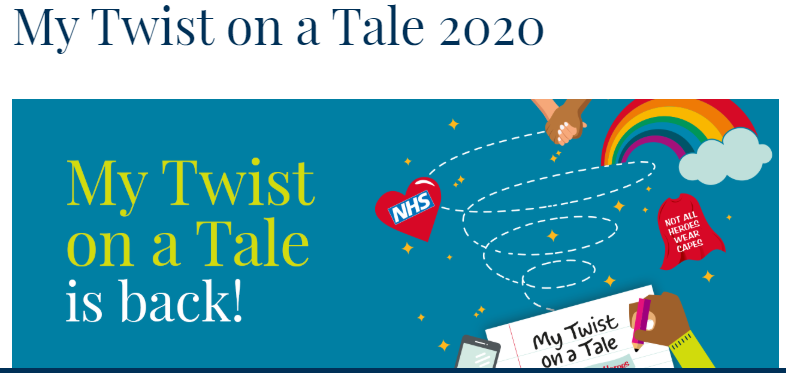 My Twist on a Tale 2020
My Twist
on a Tale
is back!
NHS
NOT ALL
HEROES
WEAR
CAPES
My Twist
on a Tale